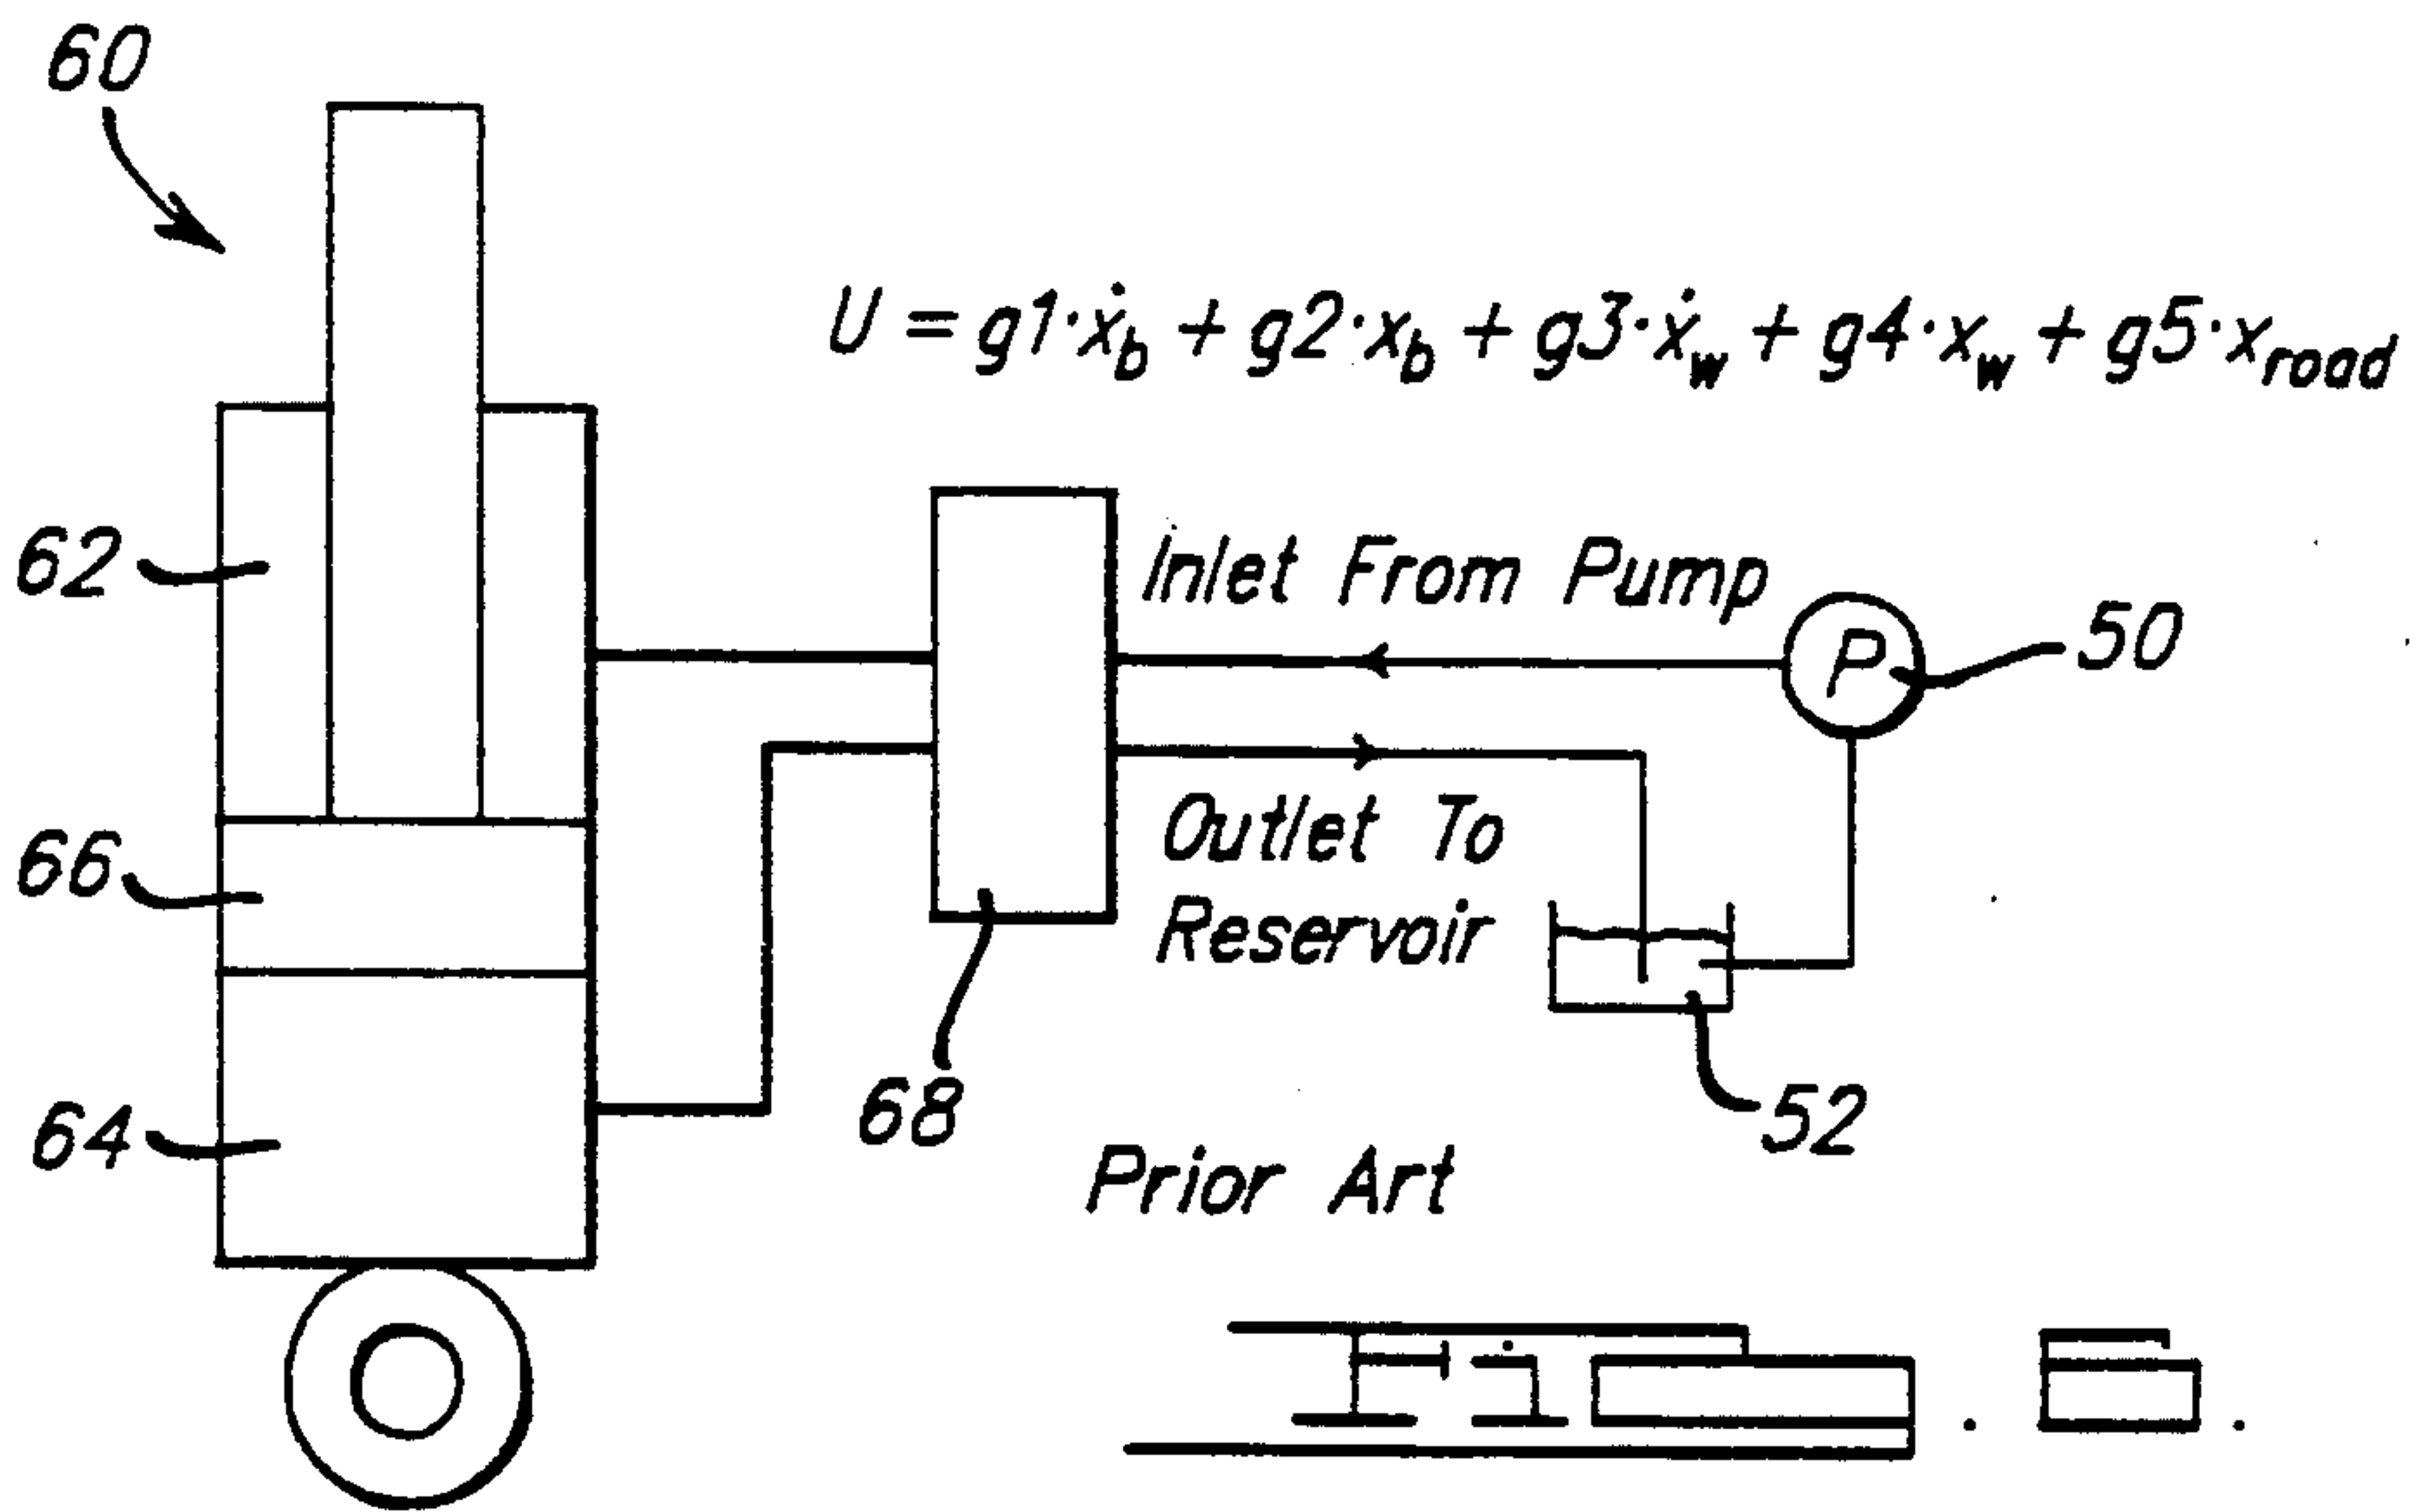 60
U = g1·ẋb + g2·xb + g3·ẋw + g4·xw + g5·xroad
62
Inlet From Pump
P
50
Outlet To
Reservoir
66
64
68
52
Prior Art
Fig. 6.